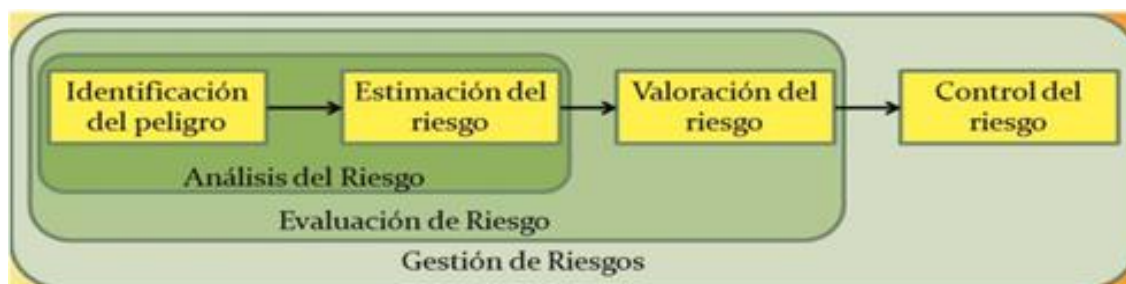 Identificación
del peligro
Estimación del
riesgo
Valoración del
riesgo
Control del
riesgo
Análisis del Riesgo
Evaluación de Riesgo
Gestión de Riesgos